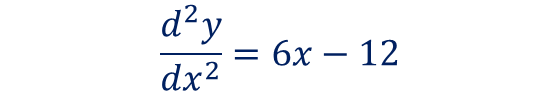 d²y/dx² = 6x − 12